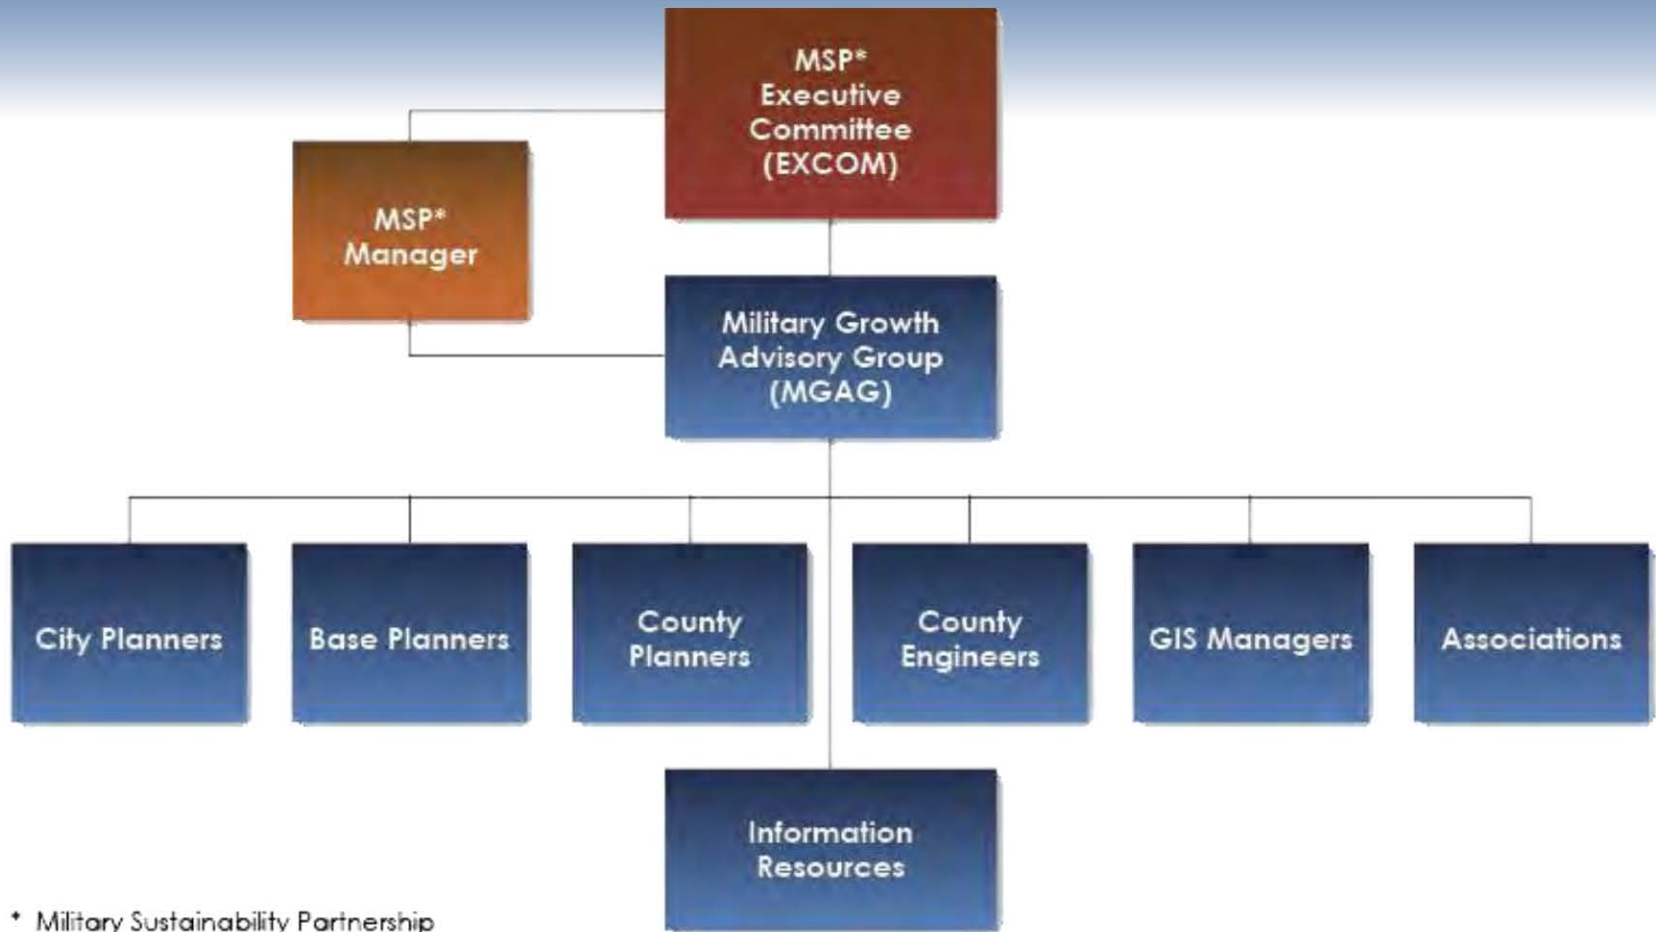 MSP*
Executive
Committee
(EXCOM)
MSP*
Manager
Military Growth
Advisory Group
(MGAG)
City Planners
Base Planners
County
Planners
County
Engineers
GIS Managers
Associations
Information
Resources
* Military Sustainability Partnership